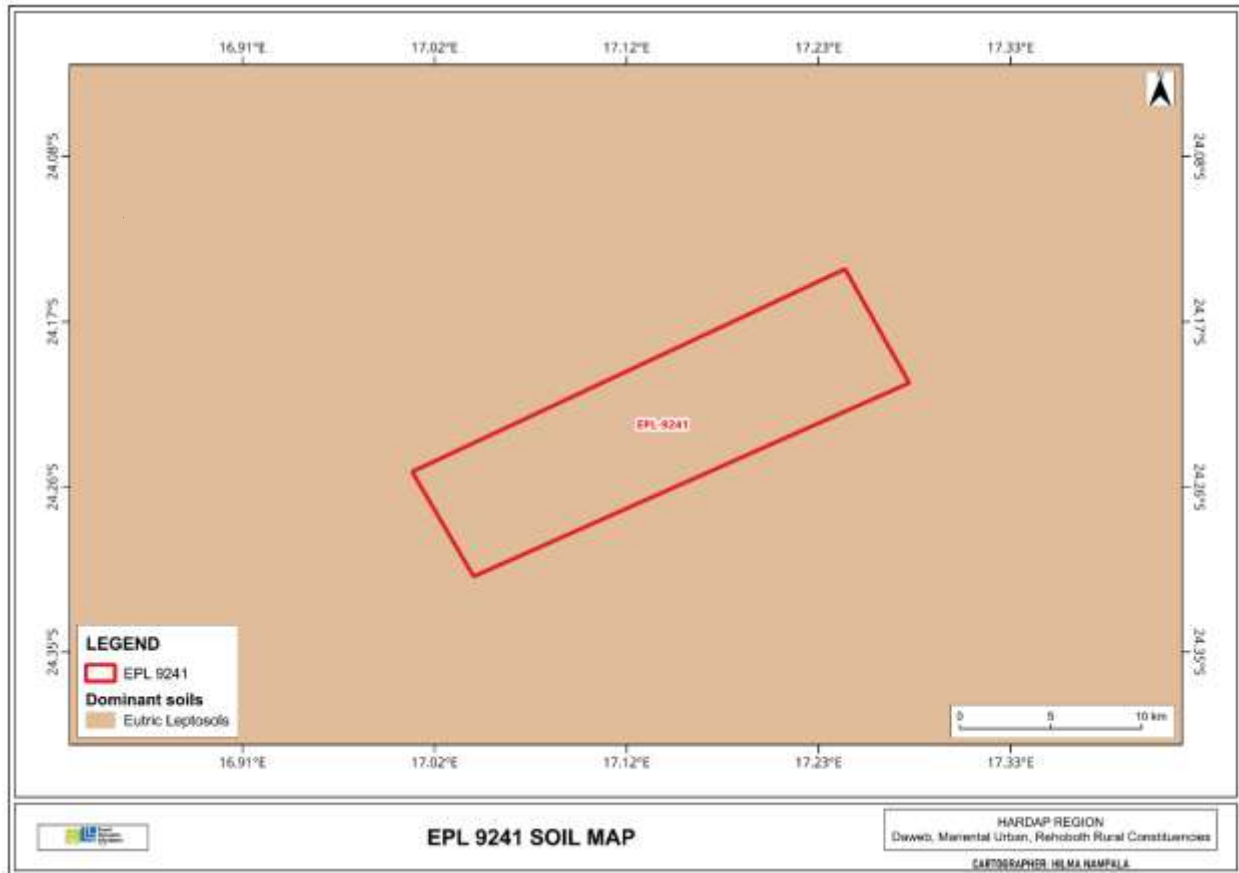 16.91°E 17.02°E 17.12°E 17.23°E 17.33°E
N
24.08°S 24.08°S
24.17°S 24.17°S
EPL-9241
24.26°S 24.26°S
24.35°S 24.35°S
LEGEND
EPL 9241
Dominant soils
Eutric Leptosols
0 5 10 km
16.91°E 17.02°E 17.12°E 17.23°E 17.33°E
EPL 9241 SOIL MAP
HARDAP REGION
Daweb, Mariental Urban, Rehoboth Rural Constituencies
CARTOGRAPHER: HILMA NAMPALA